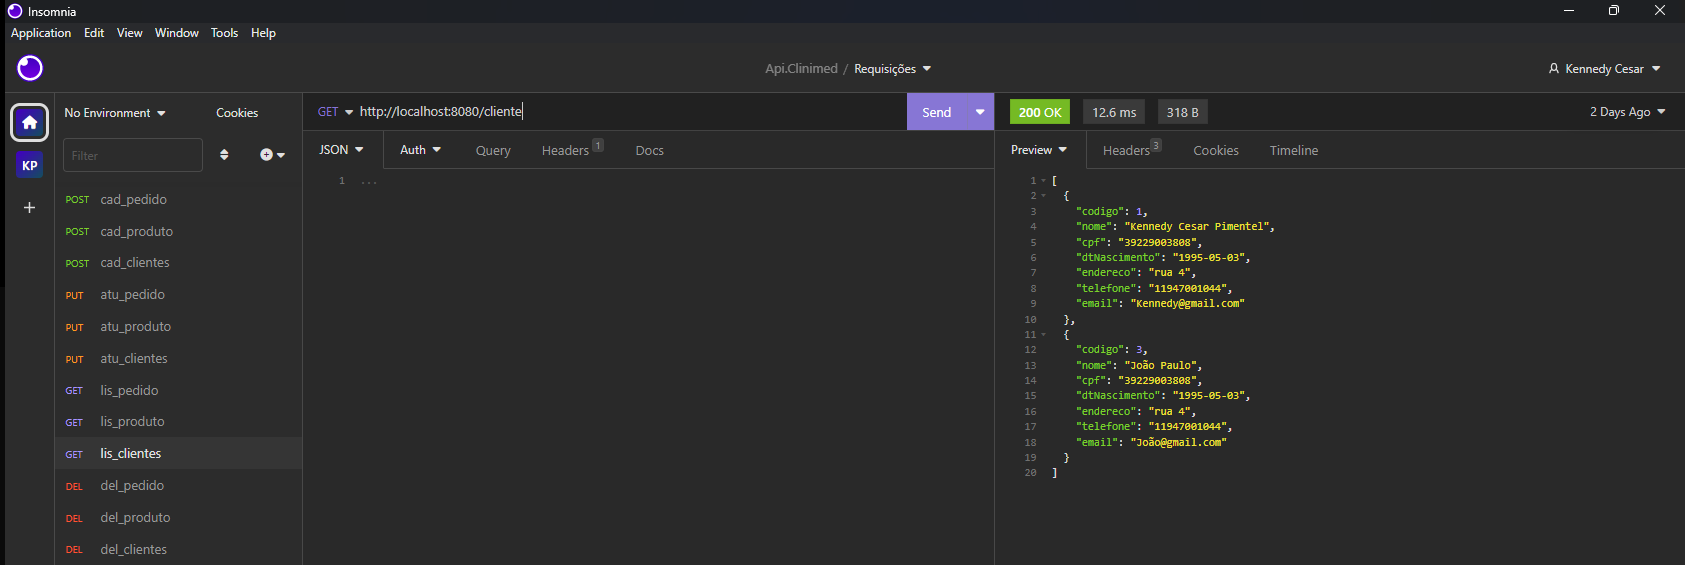 Insomnia
Application Edit View Window Tools Help
Api.Clinimed / Requisições
Kennedy Cesar
No Environment
Cookies
Filter
KP
POST cad_pedido
POST cad_produto
POST cad_clientes
PUT atu_pedido
PUT atu_produto
PUT atu_clientes
GET lis_pedido
GET lis_produto
GET lis_clientes
DEL del_pedido
DEL del_produto
DEL del_clientes
GET http://localhost:8080/cliente
Send
JSON Auth Query Headers 1 Docs
1 ...
200 OK 12.6 ms 318 B 2 Days Ago
Preview Headers 3 Cookies Timeline
1 [
2 {
3 "codigo": 1,
4 "nome": "Kennedy Cesar Pimentel",
5 "cpf": "39229003808",
6 "dtNascimento": "1995-05-03",
7 "endereco": "rua 4",
8 "telefone": "11947001044",
9 "email": "Kennedy@gmail.com"
10 },
11 {
12 "codigo": 3,
13 "nome": "João Paulo",
14 "cpf": "39229003808",
15 "dtNascimento": "1995-05-03",
16 "endereco": "rua 4",
17 "telefone": "11947001044",
18 "email": "João@gmail.com"
19 }
20 ]